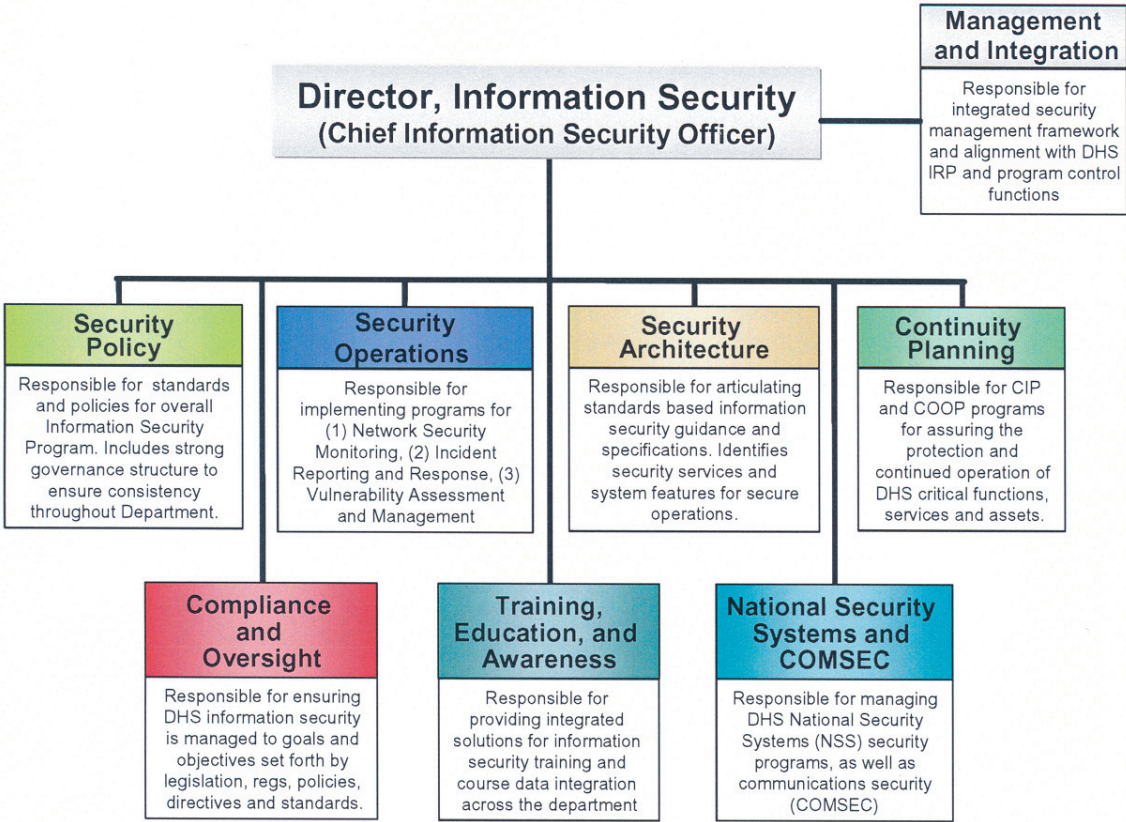 Management
and Integration
Responsible for
integrated security
management framework
and alignment with DHS
IRP and program control
functions
Director, Information Security
(Chief Information Security Officer)
Security
Policy
Responsible for standards
and policies for overall
Information Security
Program. Includes strong
governance structure to
ensure consistency
throughout Department.
Security
Operations
Responsible for
implementing programs for
(1) Network Security
Monitoring, (2) Incident
Reporting and Response, (3)
Vulnerability Assessment
and Management
Security
Architecture
Responsible for articulating
standards based information
security guidance and
specifications. Identifies
security services and
system features for secure
operations.
Continuity
Planning
Responsible for CIP
and COOP programs
for assuring the
protection and
continued operation of
DHS critical functions,
services and assets.
Compliance
and
Oversight
Responsible for ensuring
DHS information security
is managed to goals and
objectives set forth by
legislation, regs, policies,
directives and standards.
Training,
Education, and
Awareness
Responsible for
providing integrated
solutions for information
security training and
course data integration
across the department
National Security
Systems and
COMSEC
Responsible for managing
DHS National Security
Systems (NSS) security
programs, as well as
communications security
(COMSEC)